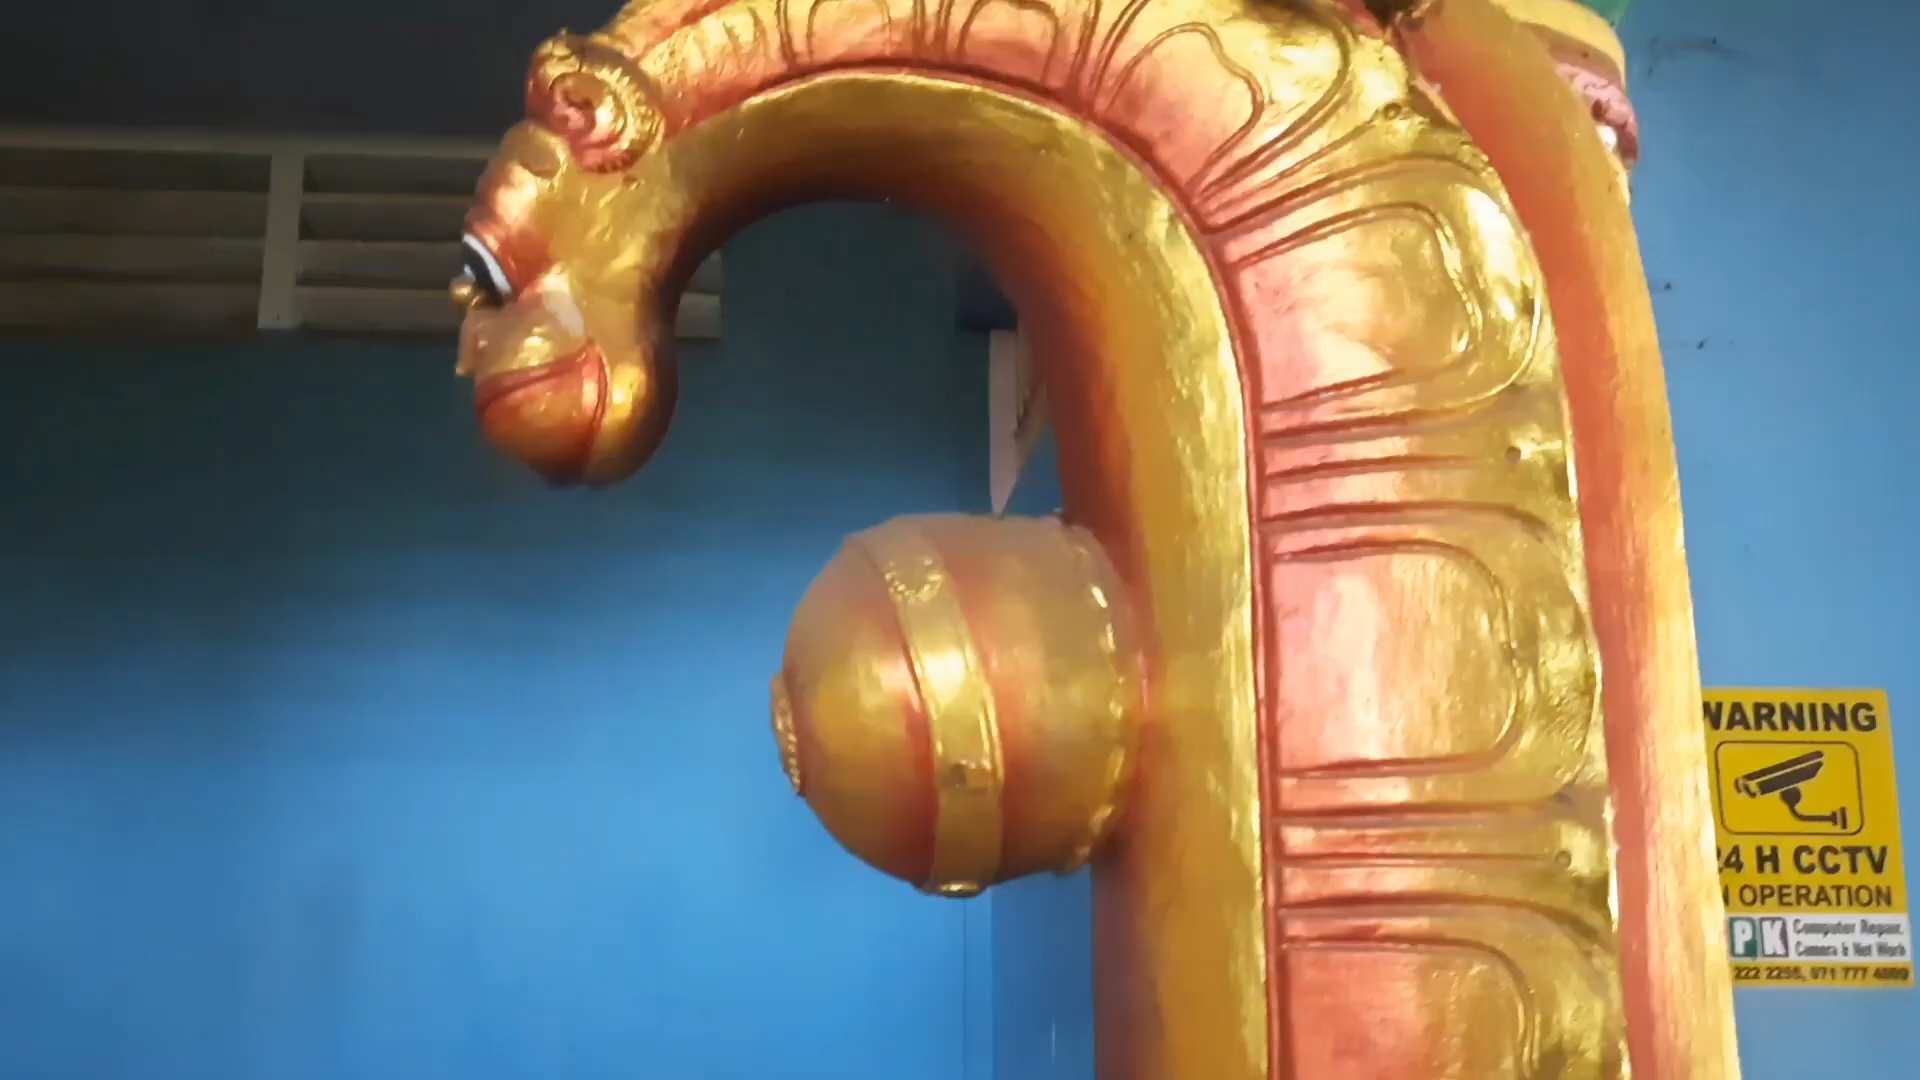 WARNING
24 H CCTV
OPERATION
PK Computer Repair,
Camera & Net Work